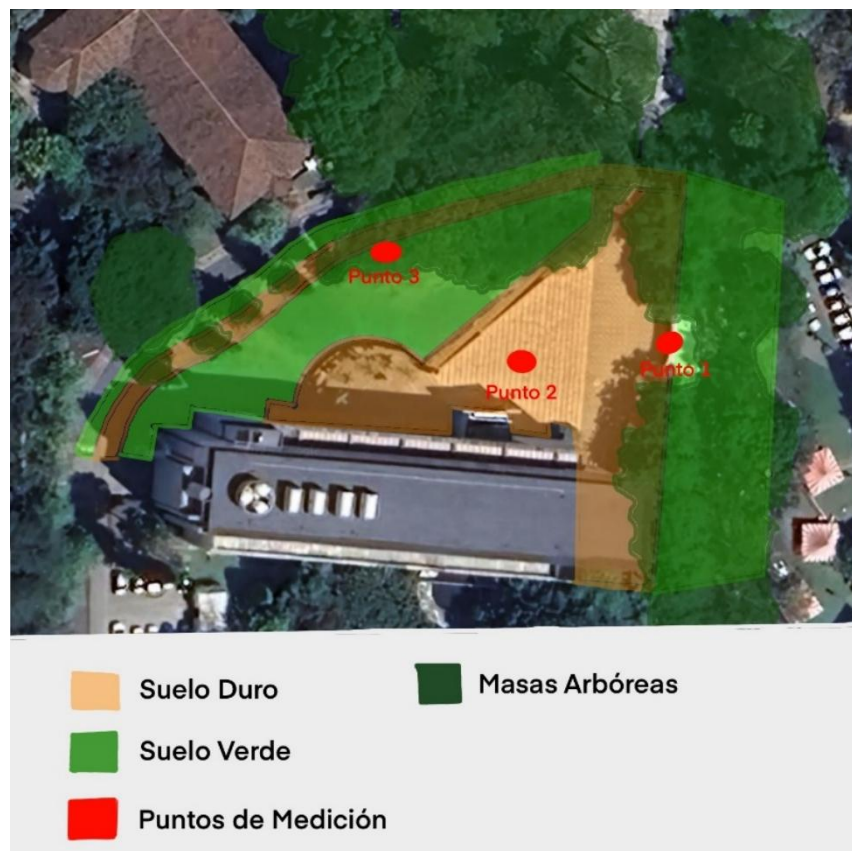 Punto 3
Punto 1
Punto 2
Suelo Duro
Masas Arbóreas
Suelo Verde
Puntos de Medición